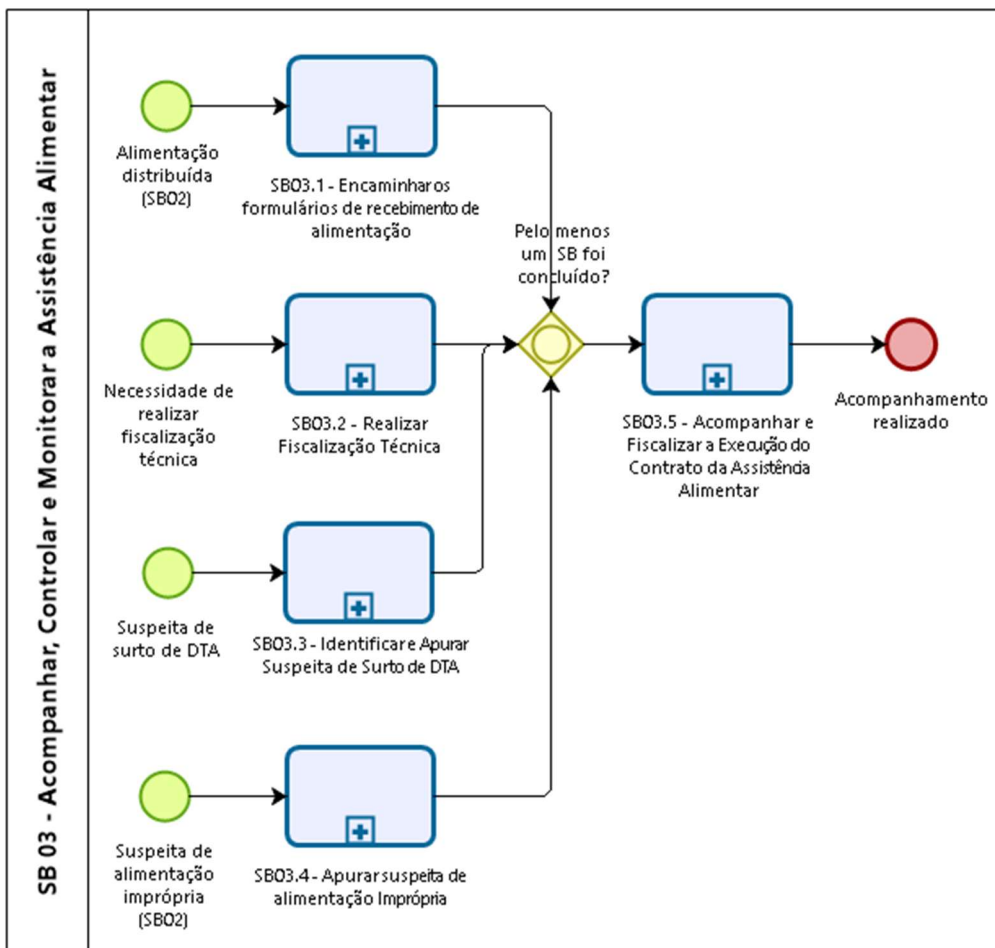 SB 03 - Acompanhar, Controlar e Monitorar a Assistência Alimentar
Alimentação
distribuída
(SB02)
SB03.1 - Encaminhar os
formulários de recebimento de
alimentação
Pelo menos
um SB foi
concluído?
Necessidade de
realizar
fiscalização
técnica
SB03.2 - Realizar
Fiscalização Técnica
SB03.5 - Acompanhar e
Fiscalizar a Execução do
Contrato da Assistência
Alimentar
Acompanhamento
realizado
Suspeita de
surto de DTA
SB03.3 - Identificar e Apurar
Suspeita de Surto de DTA
Suspeita de
alimentação
imprópria
(SB02)
SB03.4 - Apurar suspeita de
alimentação Imprópria